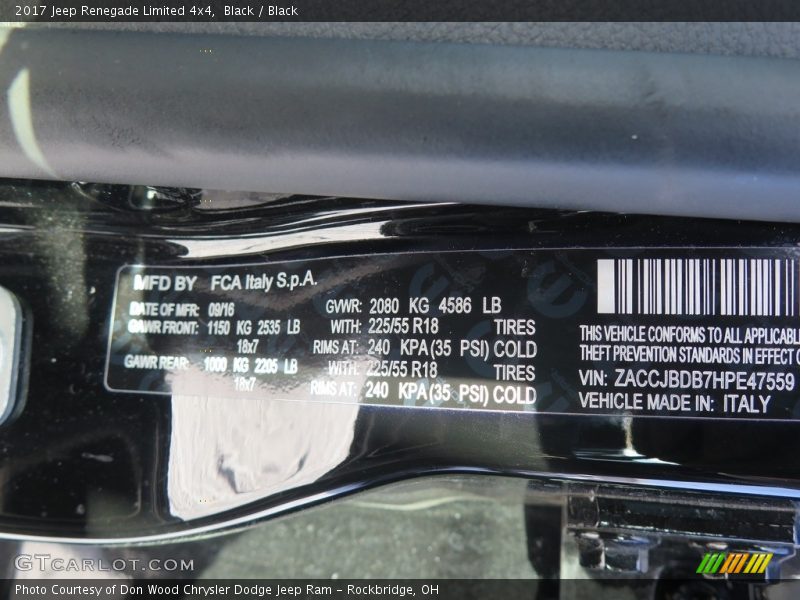 2017 Jeep Renegade Limited 4x4, Black / Black
MFD BY FCA Italy S.p.A.
DATE OF MFR: 09/16
GVWR: 2080 KG 4586 LB
GAWR FRONT: 1150 KG 2535 LB
WITH: 225/55 R18 TIRES
18x7
RIMS AT: 240 KPA(35 PSI) COLD
GAWR REAR: 1000 KG 2205 LB
WITH: 225/55 R18 TIRES
18x7
RIMS AT: 240 KPA(35 PSI) COLD
THIS VEHICLE CONFORMS TO ALL APPLICABL
THEFT PREVENTION STANDARDS IN EFFECT O
VIN: ZACCJBDB7HPE47559
VEHICLE MADE IN: ITALY
GTCARLOT.COM
Photo Courtesy of Don Wood Chrysler Dodge Jeep Ram – Rockbridge, OH